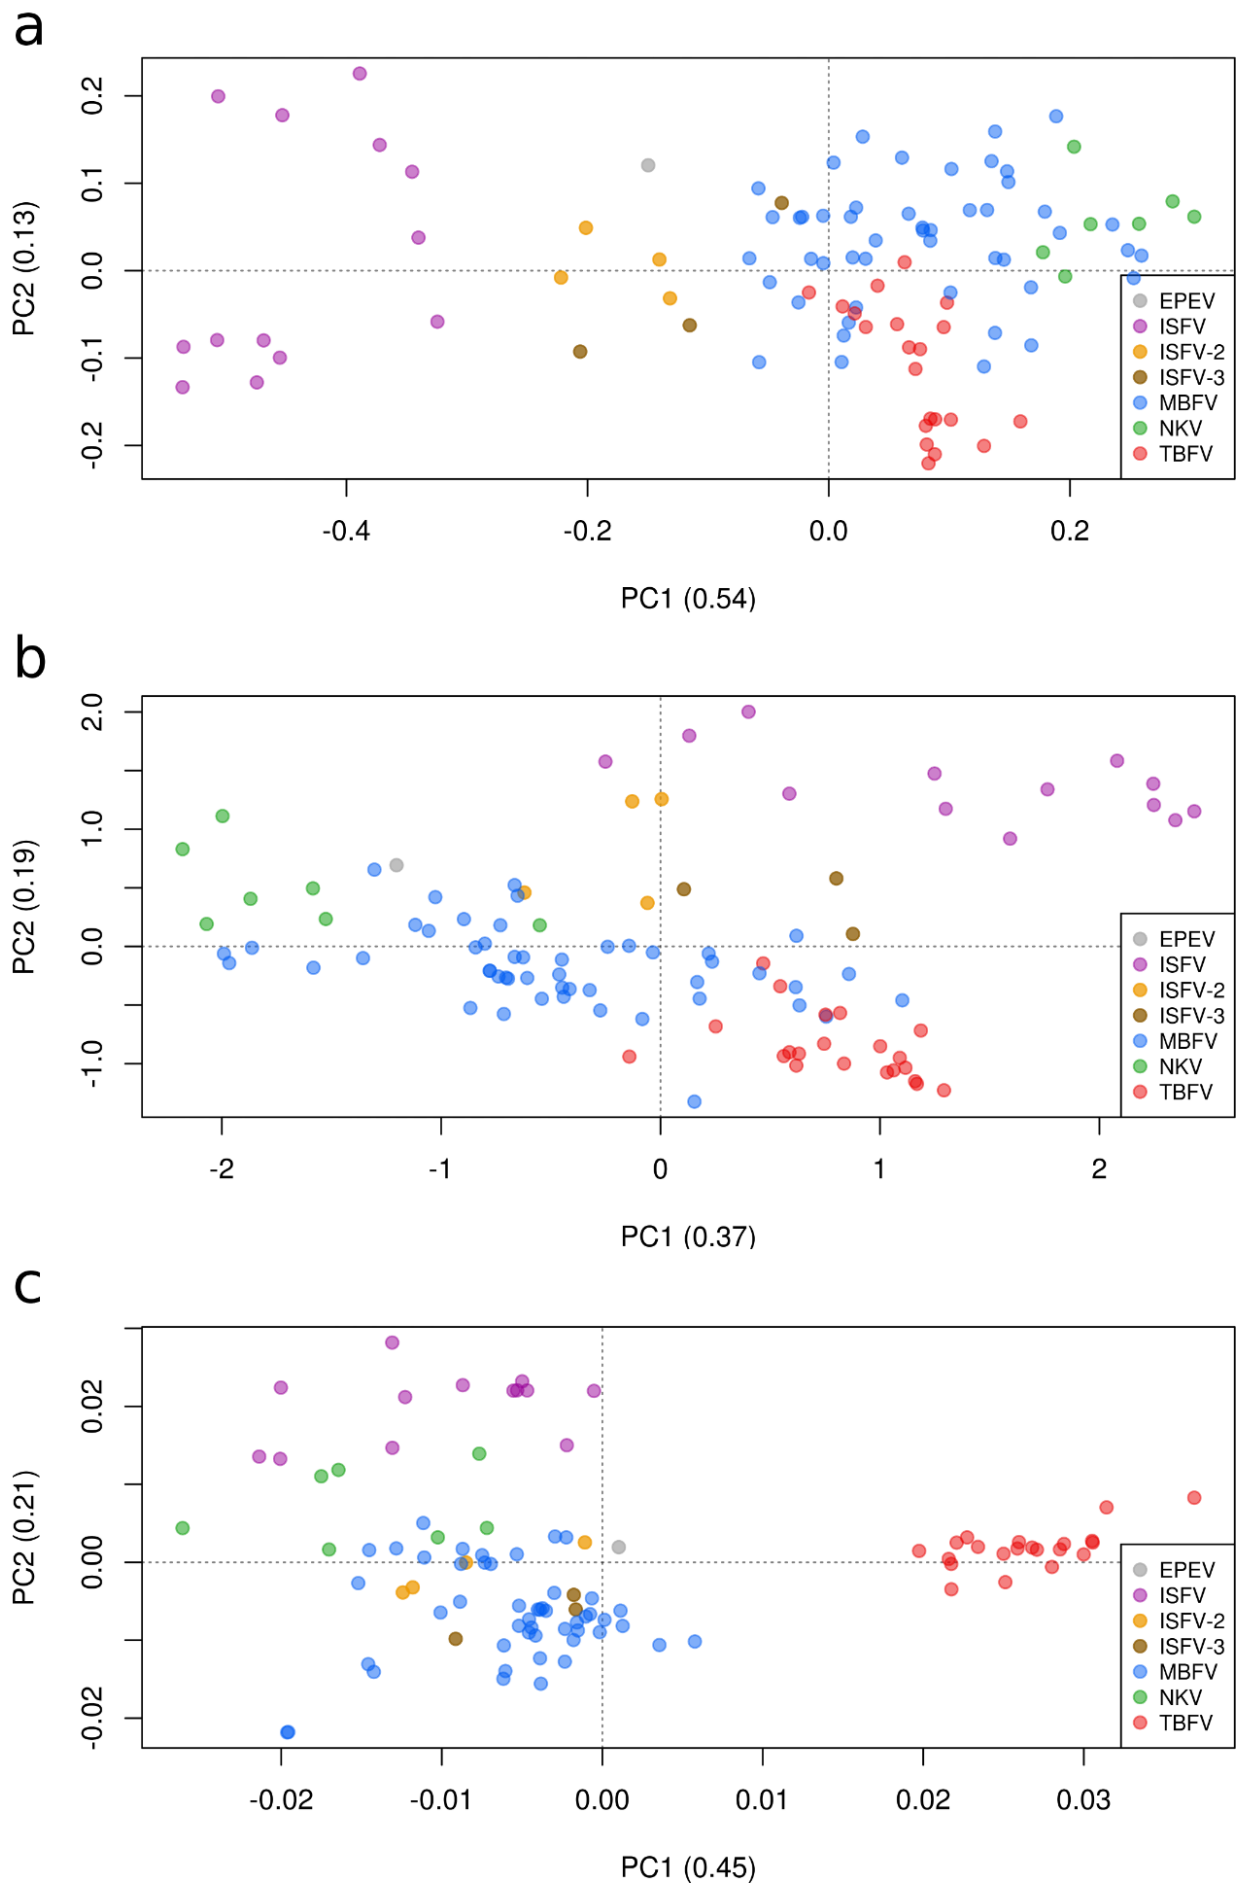 a
PC2 (0.13)
0.2
0.1
0.0
-0.1
-0.2
EPEV
ISFV
ISFV-2
ISFV-3
MBFV
NKV
TBFV
-0.4 -0.2 0.0 0.2
PC1 (0.54)
b
PC2 (0.19)
2.0
1.0
0.0
-1.0
EPEV
ISFV
ISFV-2
ISFV-3
MBFV
NKV
TBFV
-2 -1 0 1 2
PC1 (0.37)
c
PC2 (0.21)
0.02
0.00
-0.02
EPEV
ISFV
ISFV-2
ISFV-3
MBFV
NKV
TBFV
-0.02 -0.01 0.00 0.01 0.02 0.03
PC1 (0.45)